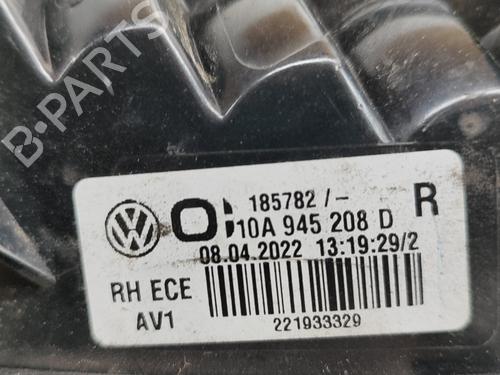 B-PARTS
185782 / -
R
10A 945 208 D
08.04.2022 13:19:29/2
RH ECE
AV1
221933329